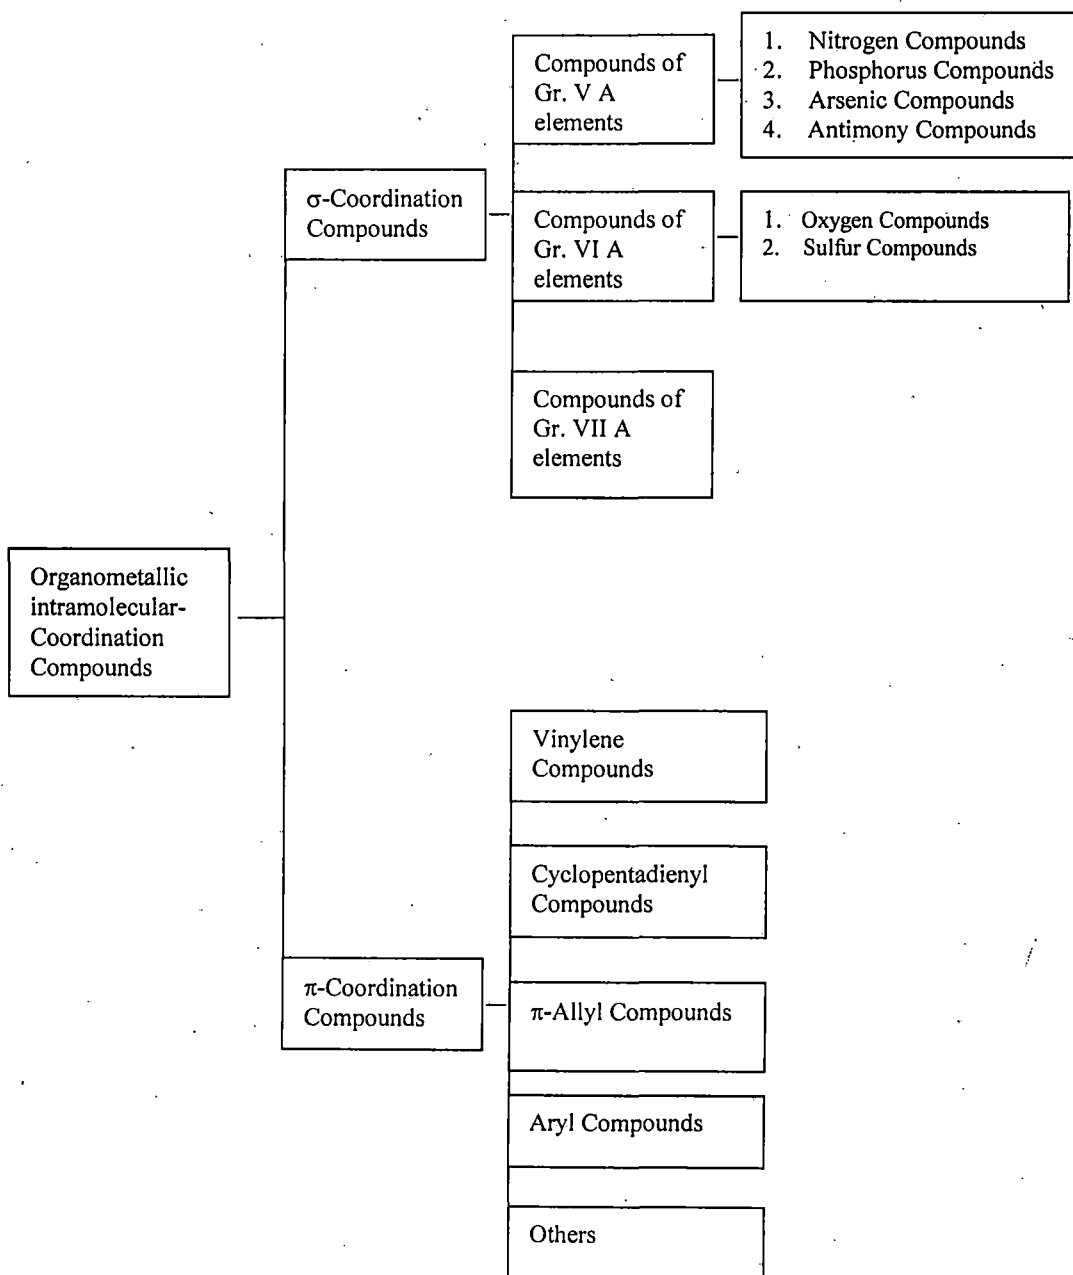 Organometallic
intramolecular-
Coordination
Compounds
σ-Coordination
Compounds
Compounds of
Gr. V A
elements
1. Nitrogen Compounds
2. Phosphorus Compounds
3. Arsenic Compounds
4. Antimony Compounds
Compounds of
Gr. VI A
elements
1. Oxygen Compounds
2. Sulfur Compounds
Compounds of
Gr. VII A
elements
π-Coordination
Compounds
Vinylene
Compounds
Cyclopentadienyl
Compounds
π-Allyl Compounds
Aryl Compounds
Others